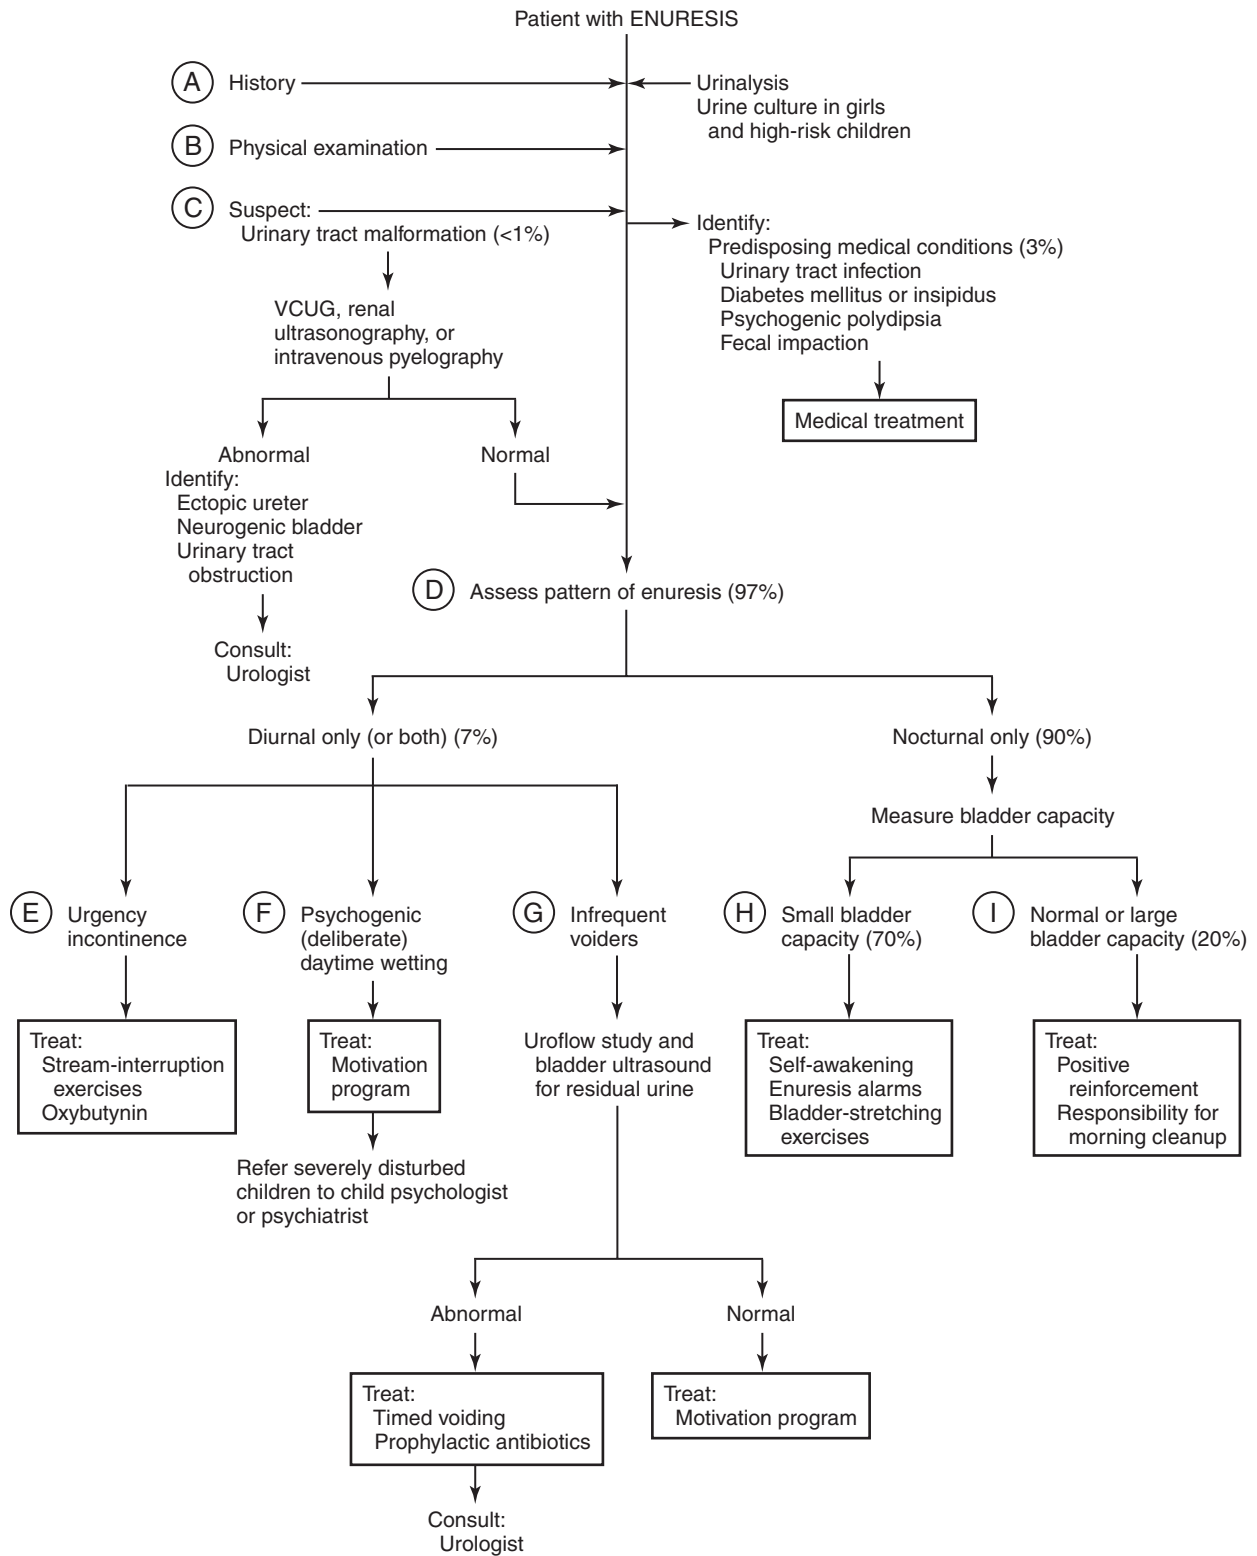 Patient with ENURESIS
A
History
Urinalysis
Urine culture in girls
and high-risk children
B
Physical examination
C
Suspect:
Urinary tract malformation (<1%)
Identify:
Predisposing medical conditions (3%)
Urinary tract infection
Diabetes mellitus or insipidus
Psychogenic polydipsia
Fecal impaction
Medical treatment
VCUG, renal
ultrasonography, or
intravenous pyelography
Abnormal
Identify:
Ectopic ureter
Neurogenic bladder
Urinary tract
obstruction
Consult:
Urologist
Normal
D
Assess pattern of enuresis (97%)
Diurnal only (or both) (7%)
Nocturnal only (90%)
Measure bladder capacity
E
Urgency
incontinence
Treat:
Stream-interruption
exercises
Oxybutynin
F
Psychogenic
(deliberate)
daytime wetting
Treat:
Motivation
program
Refer severely disturbed
children to child psychologist
or psychiatrist
G
Infrequent
voiders
Uroflow study and
bladder ultrasound
for residual urine
H
Small bladder
capacity (70%)
Treat:
Self-awakening
Enuresis alarms
Bladder-stretching
exercises
I
Normal or large
bladder capacity (20%)
Treat:
Positive
reinforcement
Responsibility for
morning cleanup
Abnormal
Treat:
Timed voiding
Prophylactic antibiotics
Consult:
Urologist
Normal
Treat:
Motivation program